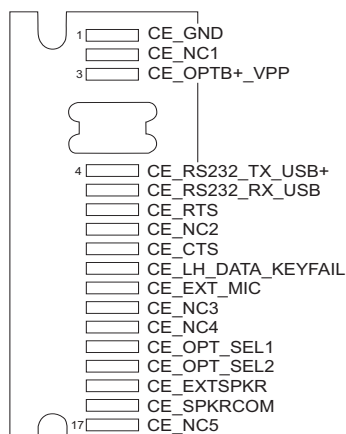 1 CE_GND
CE_NC1
3 CE_OPTB+_VPP
4 CE_RS232_TX_USB+
CE_RS232_RX_USB
CE_RTS
CE_NC2
CE_CTS
CE_LH_DATA_KEYFAIL
CE_EXT_MIC
CE_NC3
CE_NC4
CE_OPT_SEL1
CE_OPT_SEL2
CE_EXTSPKR
CE_SPKRCOM
17 CE_NC5